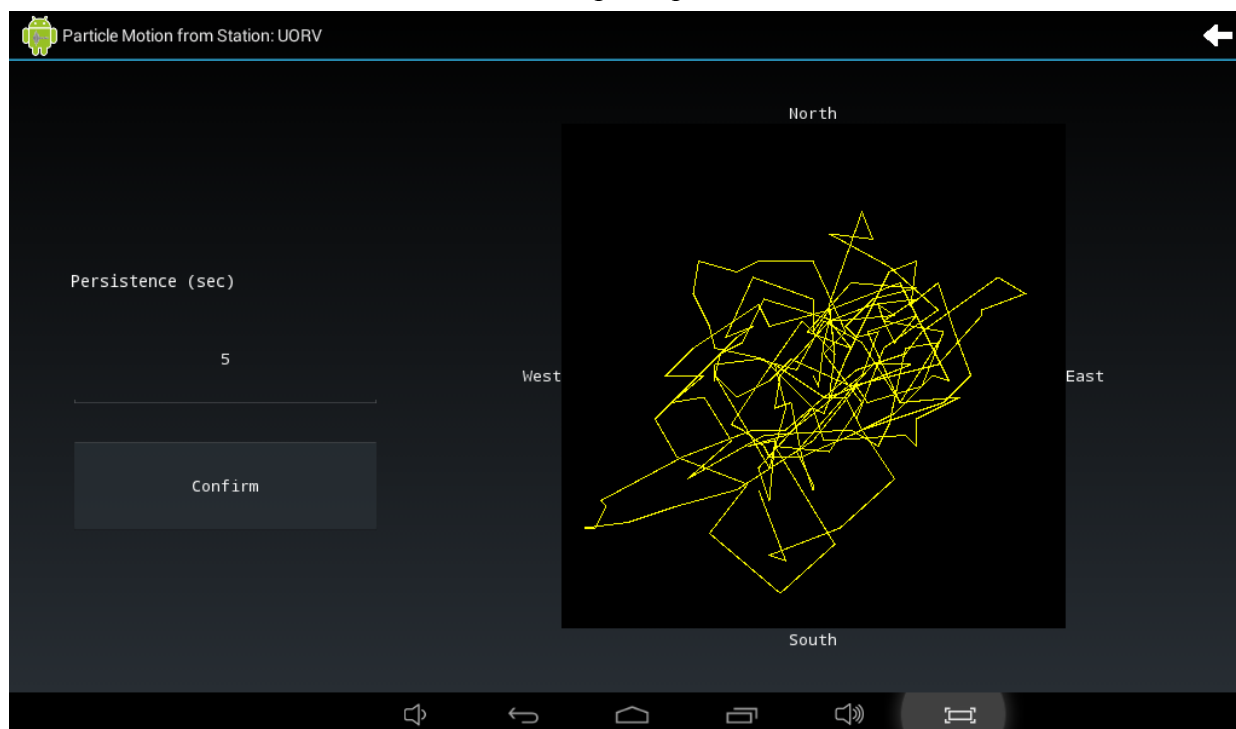 Particle Motion from Station: UORV
North
Persistence (sec)
5
West
East
Confirm
South